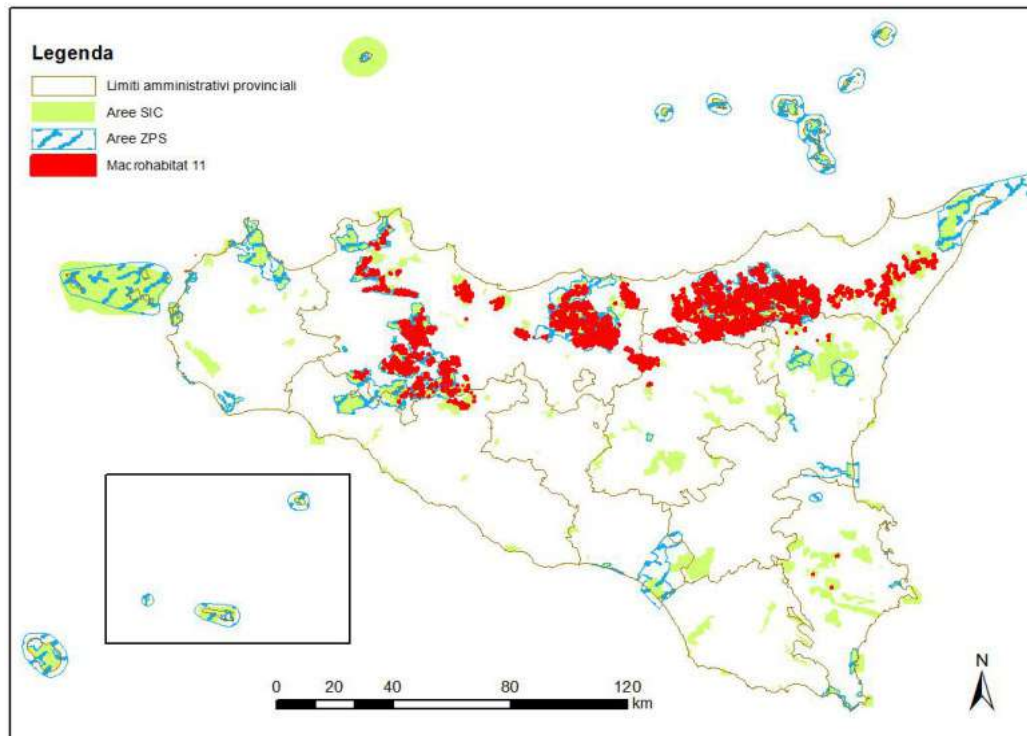 Legenda
Limiti amministrativi provinciali
Aree SIC
Aree ZPS
Macrohabitat 11
0 20 40 80 120
km
N